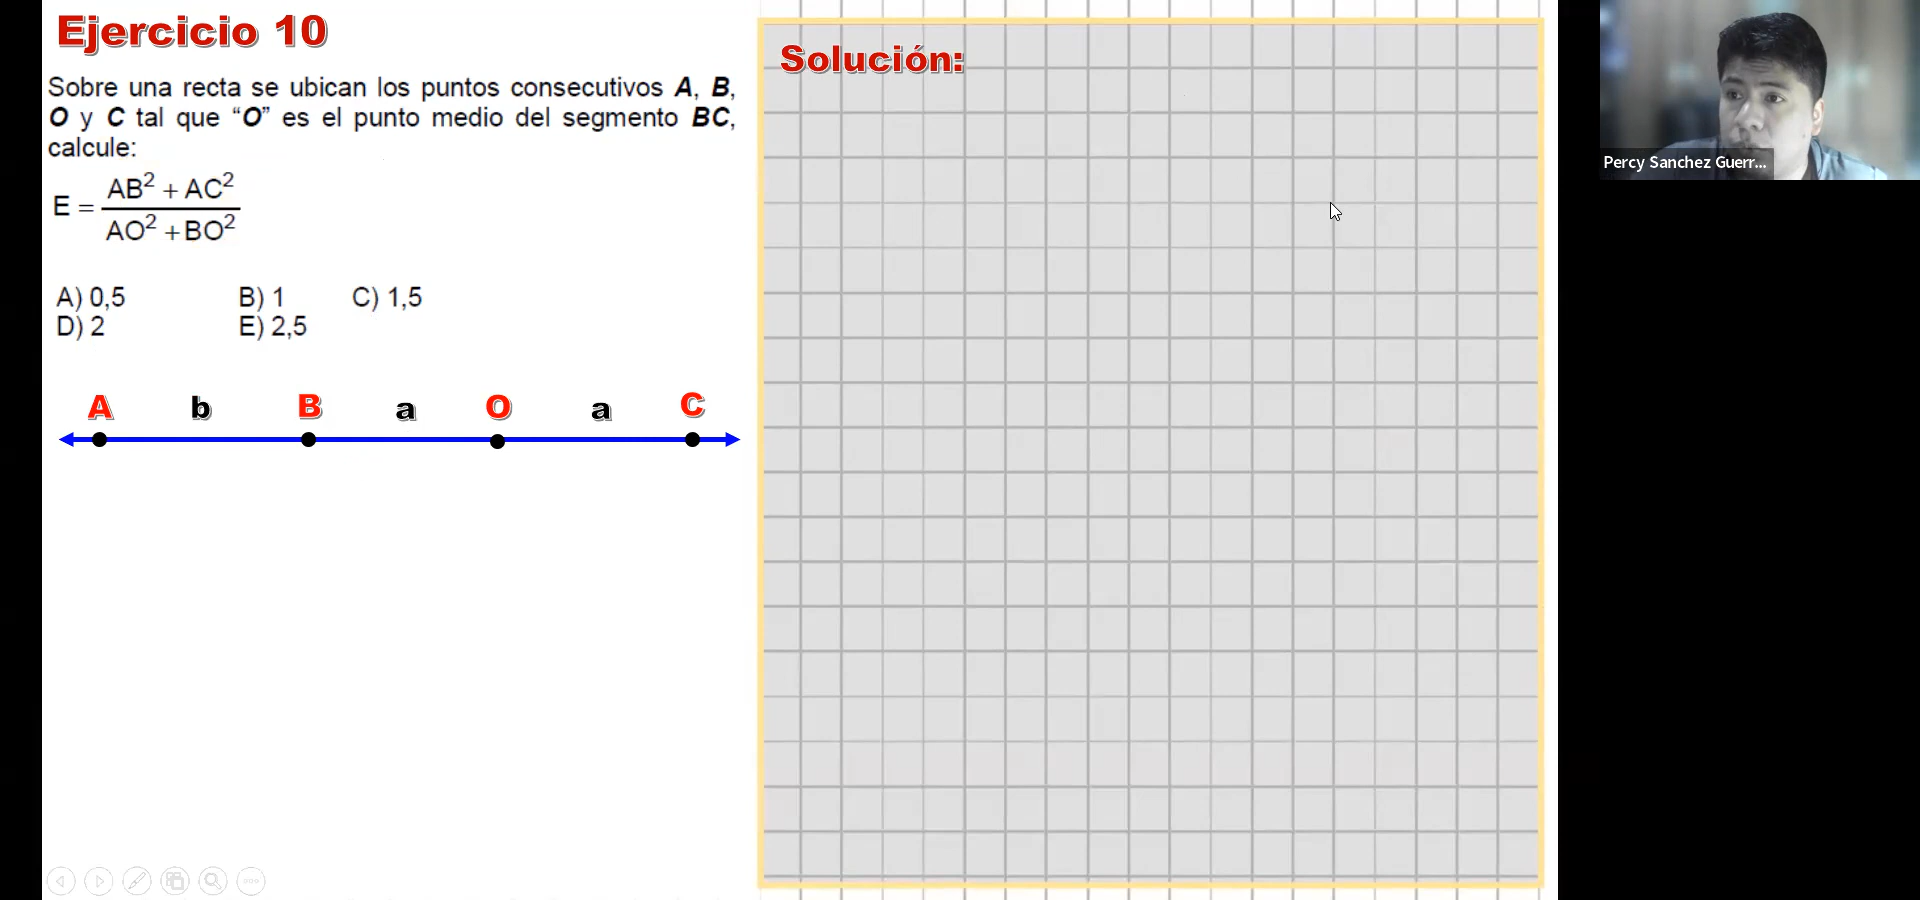 Ejercicio 10
Sobre una recta se ubican los puntos consecutivos A, B,
O y C tal que “O” es el punto medio del segmento BC,
calcule:
E = (AB² + AC²) / (AO² + BO²)
A) 0,5 B) 1 C) 1,5
D) 2 E) 2,5
A b B a O a C
Solución:
Percy Sanchez Guerr...